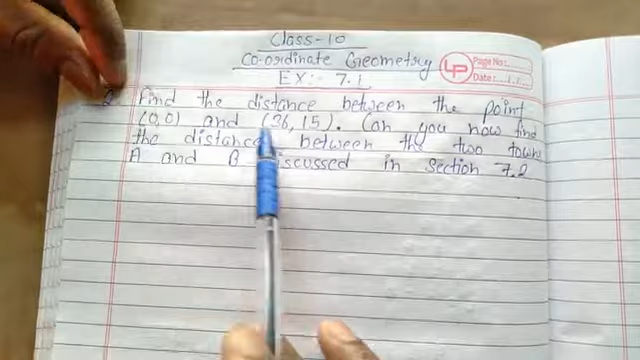 Class-10
Co-ordinate Geometry
Ex:- 7.1
Page No.:
Date:
2. Find the distance between the point
(0,0) and (36,15). Can you now find
the distance between the two towns
A and B discussed in section 7.2